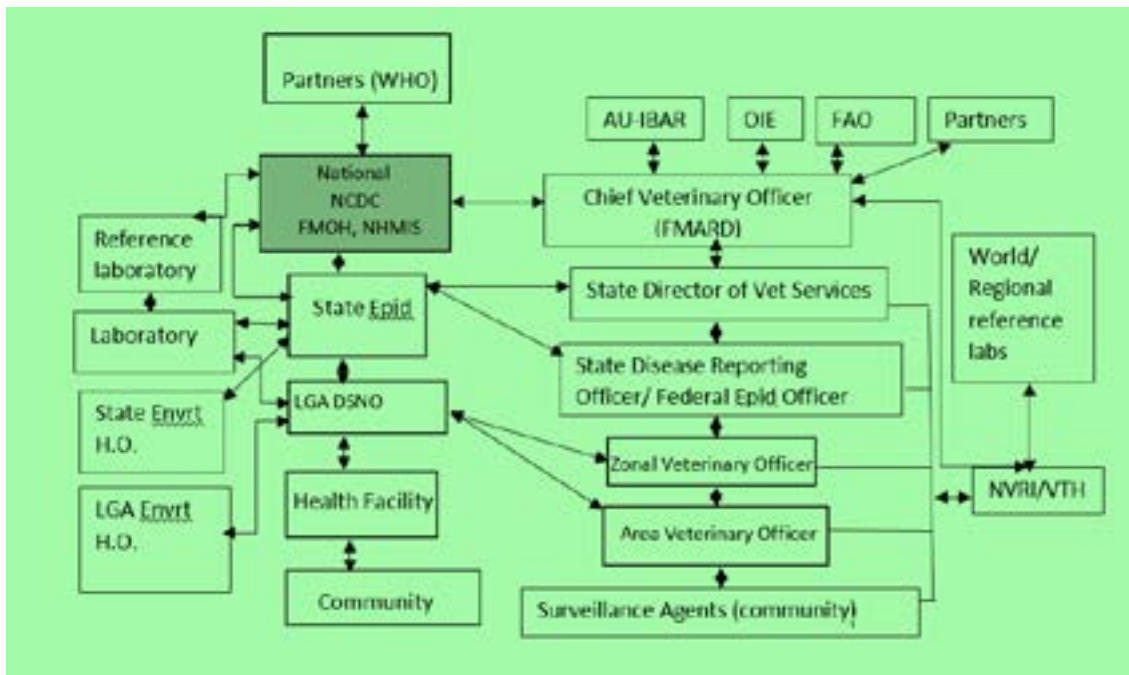 Partners (WHO)
AU-IBAR
OIE
FAO
Partners
National
NCDC
FMOH, NHMIS
Chief Veterinary Officer
(FMARD)
Reference
laboratory
World/
Regional
reference
labs
State Epid
State Director of Vet Services
Laboratory
State Disease Reporting
Officer/ Federal Epid Officer
LGA DSNO
State Envrt
H.O.
Zonal Veterinary Officer
NVRI/VTH
Health Facility
LGA Envrt
H.O.
Area Veterinary Officer
Community
Surveillance Agents (community)